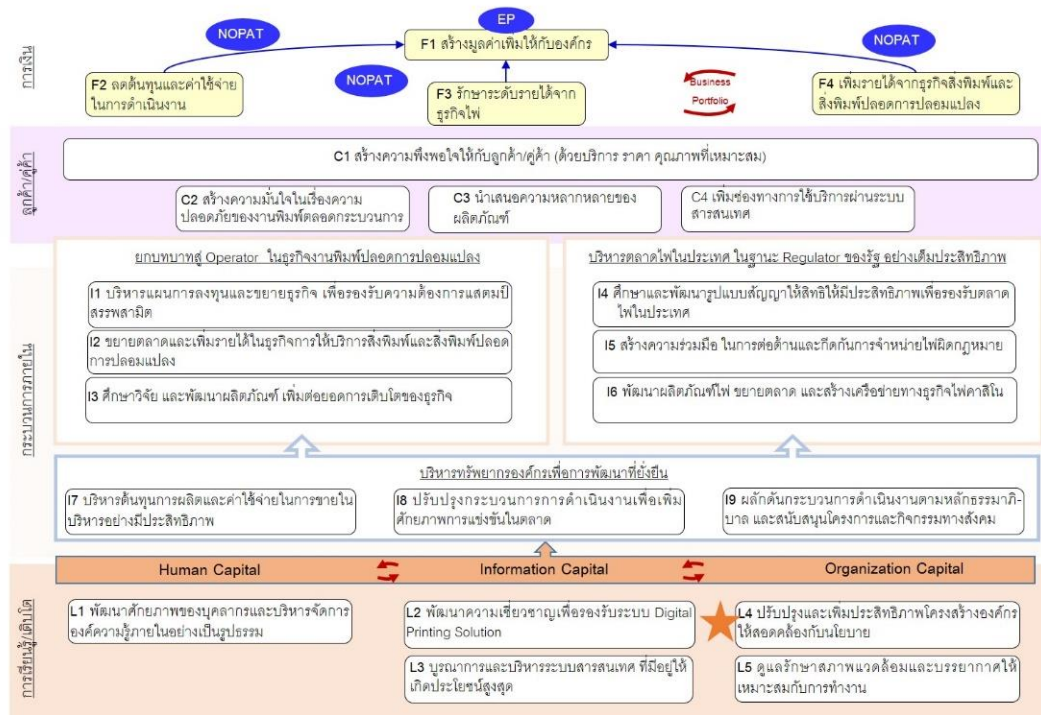 การเงิน
NOPAT
EP
NOPAT
F1 สร้างมูลค่าเพิ่มให้กับองค์กร
NOPAT
F2 ลดต้นทุนและค่าใช้จ่าย
ในการดำเนินงาน
F3 รักษาระดับรายได้จาก
ธุรกิจไพ่
Business
Portfolio
F4 เพิ่มรายได้จากธุรกิจสิ่งพิมพ์และ
สิ่งพิมพ์ปลอดการปลอมแปลง
ลูกค้า/คู่ค้า
C1 สร้างความพึงพอใจให้กับลูกค้า/คู่ค้า (ด้วยบริการ ราคา คุณภาพที่เหมาะสม)
C2 สร้างความมั่นใจในเรื่องความ
ปลอดภัยของงานพิมพ์ตลอดกระบวนการ
C3 นำเสนอความหลากหลายของ
ผลิตภัณฑ์
C4 เพิ่มช่องทางการใช้บริการผ่านระบบ
สารสนเทศ
กระบวนการภายใน
ยกบทบาทสู่ Operator ในธุรกิจงานพิมพ์ปลอดการปลอมแปลง
I1 บริหารแผนการลงทุนและขยายธุรกิจ เพื่อรองรับความต้องการแสตมป์
สรรพสามิต
I2 ขยายตลาดและเพิ่มรายได้ในธุรกิจการให้บริการสิ่งพิมพ์และสิ่งพิมพ์ปลอด
การปลอมแปลง
I3 ศึกษาวิจัย และพัฒนาผลิตภัณฑ์ เพิ่มต่อยอดการเติบโตของธุรกิจ
บริหารตลาดไพ่ในประเทศ ในฐานะ Regulator ของรัฐ อย่างเต็มประสิทธิภาพ
I4 ศึกษาและพัฒนารูปแบบสัญญาให้สิทธิให้มีประสิทธิภาพเพื่อรองรับตลาด
ไพ่ในประเทศ
I5 สร้างความร่วมมือ ในการต่อต้านและกีดกันการจำหน่ายไพ่ผิดกฎหมาย
I6 พัฒนาผลิตภัณฑ์ไพ่ ขยายตลาด และสร้างเครือข่ายทางธุรกิจไพ่คาสิโน
บริหารทรัพยากรองค์กรเพื่อการพัฒนาที่ยั่งยืน
I7 บริหารต้นทุนการผลิตและค่าใช้จ่ายในการขายใน
บริหารอย่างมีประสิทธิภาพ
I8 ปรับปรุงกระบวนการการดำเนินงานเพื่อเพิ่ม
ศักยภาพการแข่งขันในตลาด
I9 ผลักดันกระบวนการดำเนินงานตามหลักธรรมาภิ-
บาล และสนับสนุนโครงการและกิจกรรมทางสังคม
การเรียนรู้/เติบโต
Human Capital
Information Capital
Organization Capital
L1 พัฒนาศักยภาพของบุคลากรและบริหารจัดการ
องค์ความรู้ภายในอย่างเป็นรูปธรรม
L2 พัฒนาความเชี่ยวชาญเพื่อรองรับระบบ Digital
Printing Solution
L3 บูรณาการและบริหารระบบสารสนเทศ ที่มีอยู่ให้
เกิดประโยชน์สูงสุด
L4 ปรับปรุงและเพิ่มประสิทธิภาพโครงสร้างองค์กร
ให้สอดคล้องกับนโยบาย
L5 ดูแลรักษาสภาพแวดล้อมและบรรยากาศให้
เหมาะสมกับการทำงาน